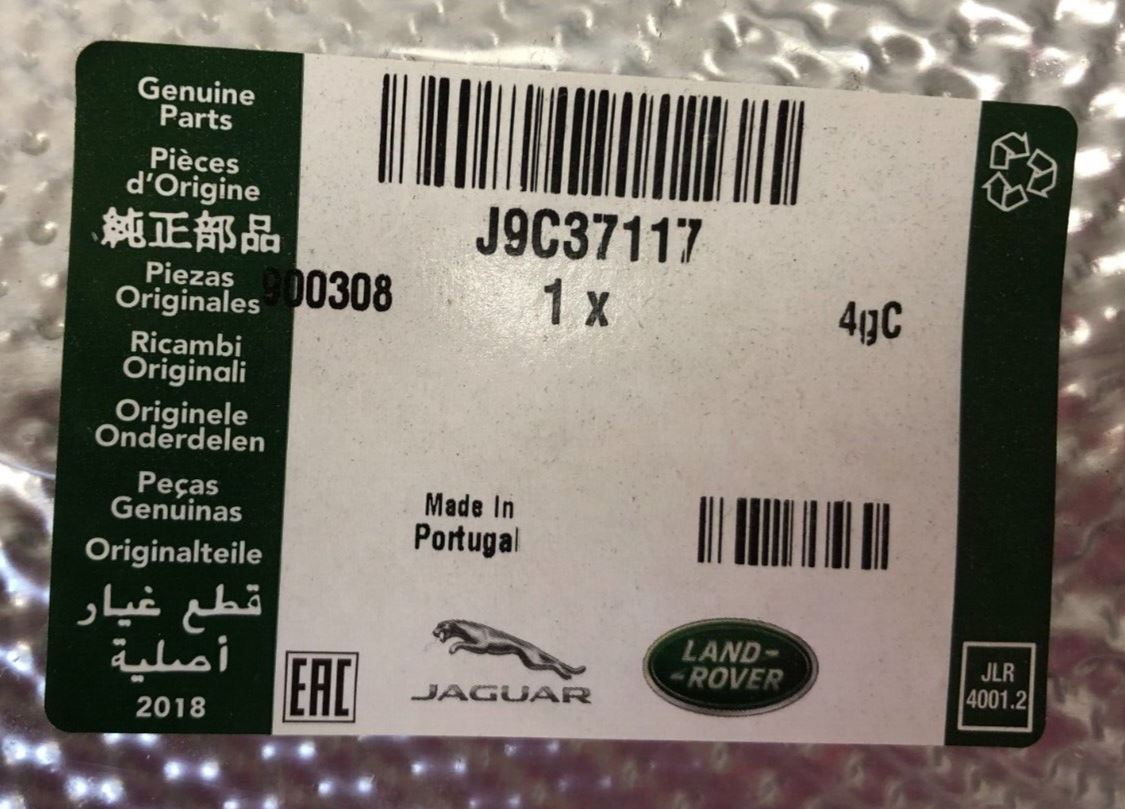 Genuine
Parts
Pièces
d'Origine
純正部品
Piezas
Originales
Ricambi
Originali
Originele
Onderdelen
Peças
Genuinas
Originalteile
قطع غيار
أصلية
2018
J9C37117
900308
1 x
4gC
Made In
Portugal
EAC
JAGUAR
LAND-
-ROVER
JLR
4001.2